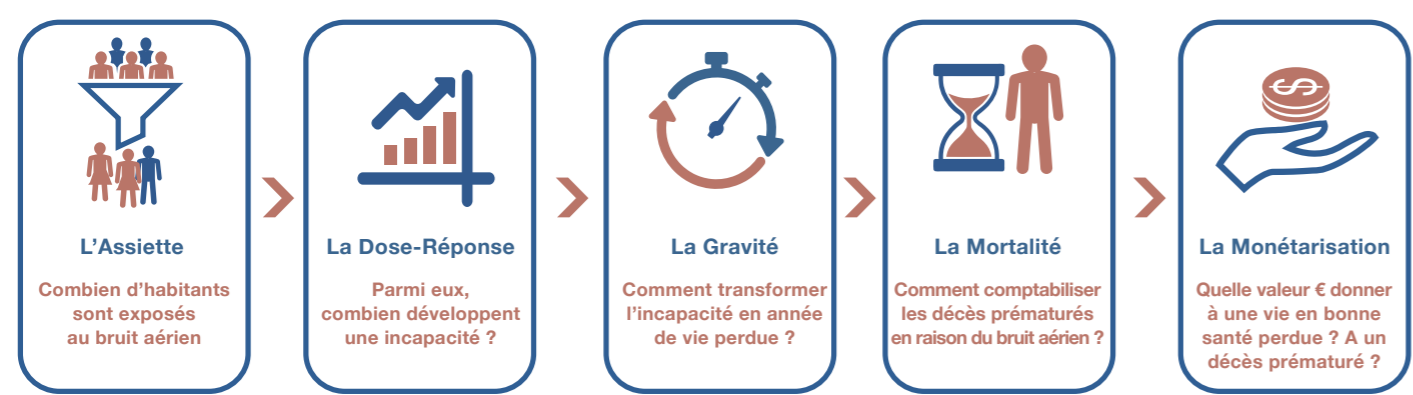 L’Assiette
Combien d’habitants
sont exposés
au bruit aérien
La Dose-Réponse
Parmi eux,
combien développent
une incapacité ?
La Gravité
Comment transformer
l’incapacité en année
de vie perdue ?
La Mortalité
Comment comptabiliser
les décès prématurés
en raison du bruit aérien ?
$
La Monétarisation
Quelle valeur € donner
à une vie en bonne
santé perdue ? A un
décès prématuré ?